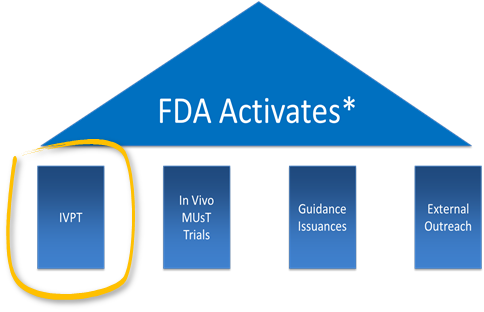 FDA Activates*
IVPT
In Vivo
MUsT
Trials
Guidance
Issuances
External
Outreach